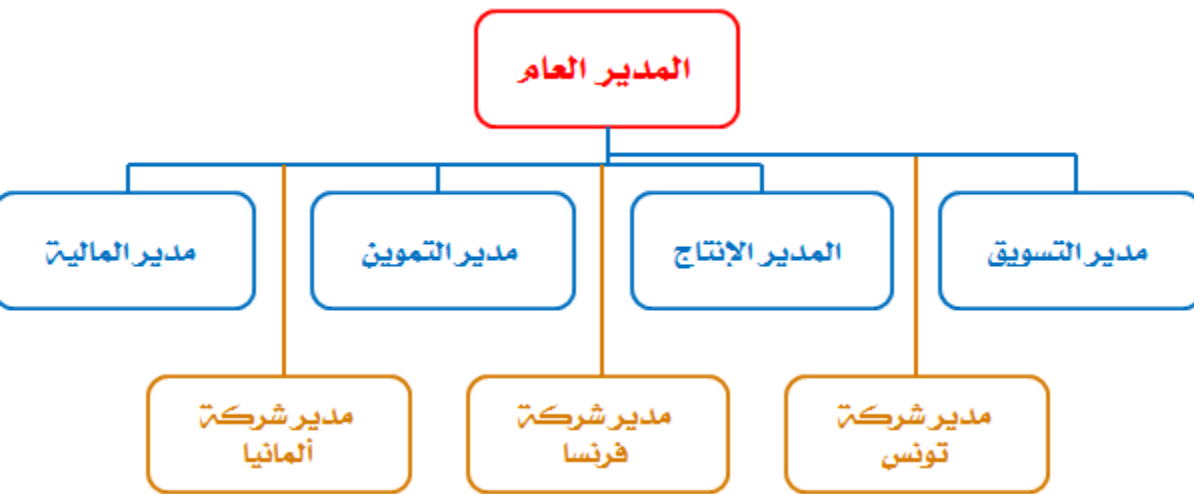 المدير العام
مدير التسويق
المدير الإنتاج
مدير التموين
مدير المالية
مدير شركة
تونس
مدير شركة
فرنسا
مدير شركة
ألمانيا